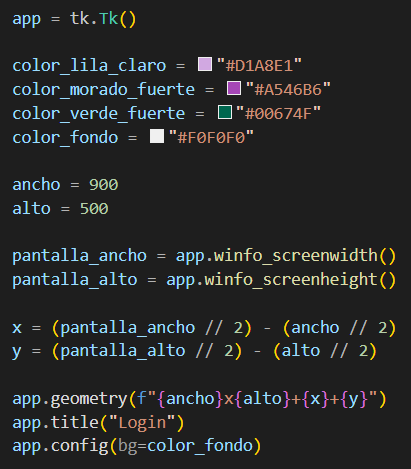 app = tk.Tk()
color_lila_claro = "#D1A8E1"
color_morado_fuerte = "#A546B6"
color_verde_fuerte = "#00674F"
color_fondo = "#F0F0F0"
ancho = 900
alto = 500
pantalla_ancho = app.winfo_screenwidth()
pantalla_alto = app.winfo_screenheight()
x = (pantalla_ancho // 2) - (ancho // 2)
y = (pantalla_alto // 2) - (alto // 2)
app.geometry(f"{ancho}x{alto}+{x}+{y}")
app.title("Login")
app.config(bg=color_fondo)